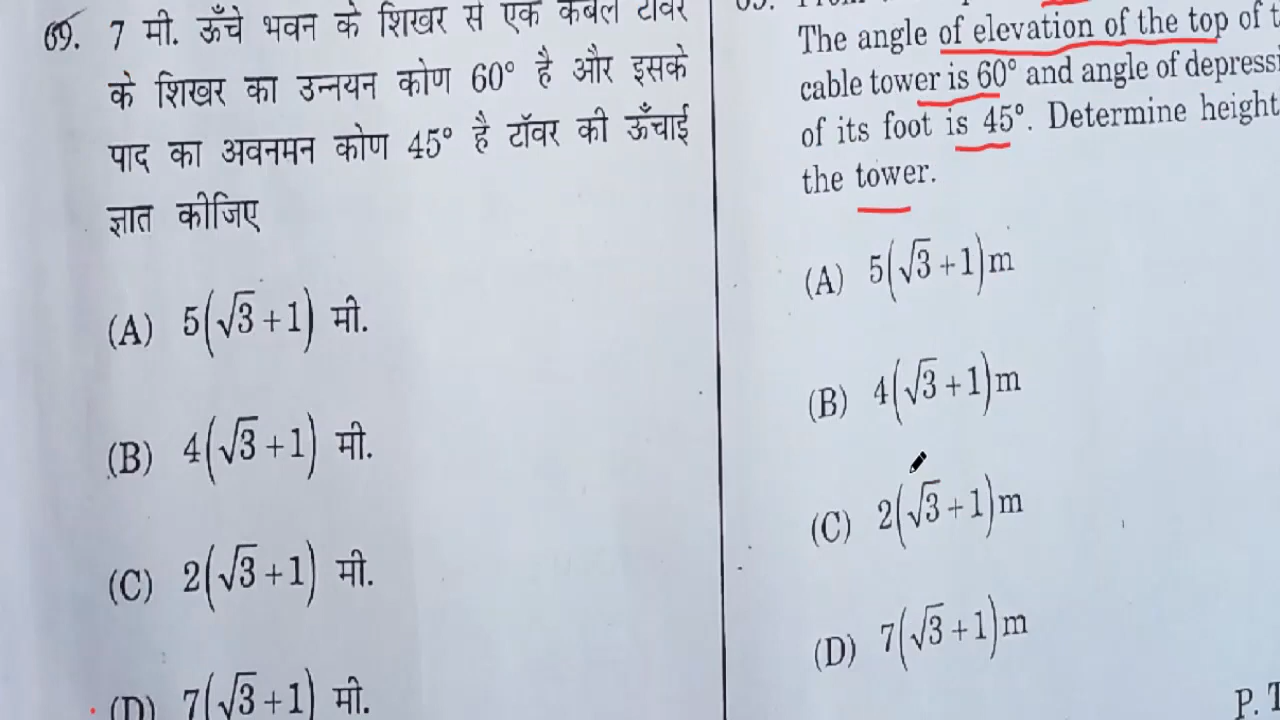 69. 7 मी. ऊँचे भवन के शिखर से एक केबल टॉवर
के शिखर का उन्नयन कोण 60° है और इसके
पाद का अवनमन कोण 45° है टॉवर की ऊँचाई
ज्ञात कीजिए
(A) 5(√3+1) मी.
(B) 4(√3+1) मी.
(C) 2(√3+1) मी.
(D) 7(√3+1) मी.
The angle of elevation of the top of
cable tower is 60° and angle of
of its foot is 45°. Determine height
the tower.
(A) 5(√3+1)m
(B) 4(√3+1)m
(C) 2(√3+1)m
(D) 7(√3+1)m
P.